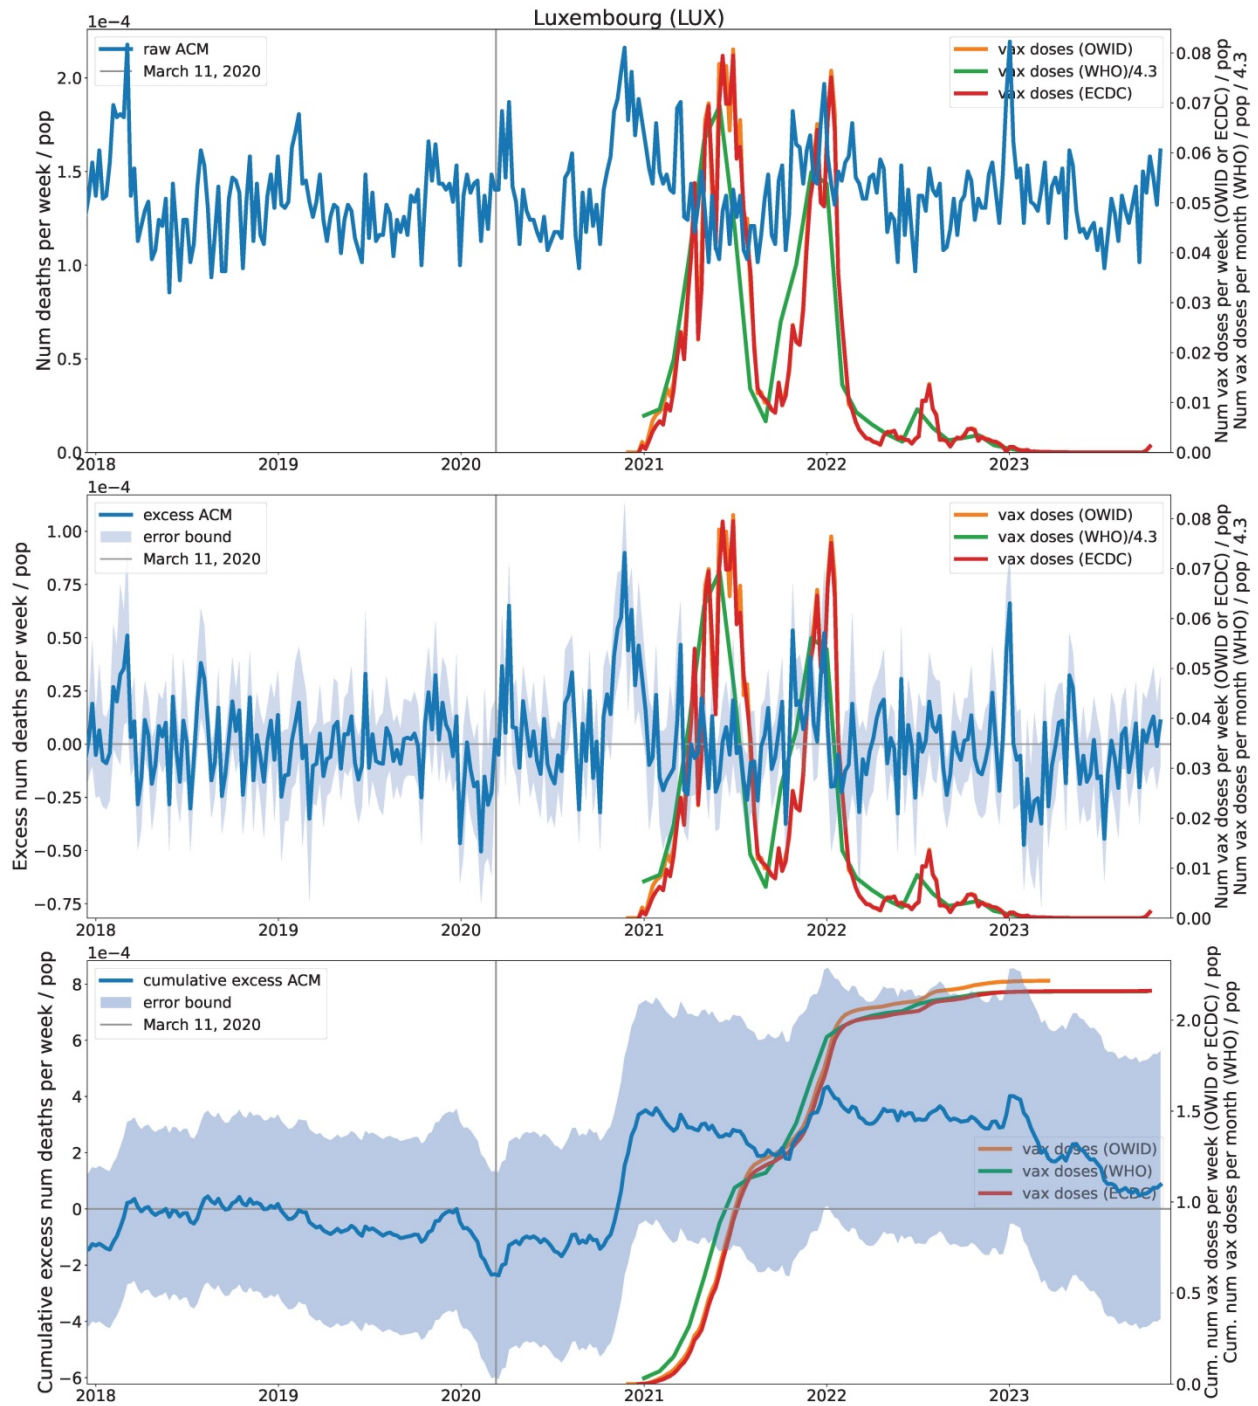 Luxembourg (LUX)
1e−4
raw ACM
March 11, 2020
vax doses (OWID)
vax doses (WHO)/4.3
vax doses (ECDC)
Num deaths per week / pop
2.0
1.5
1.0
0.5
0.0
0.08
0.07
0.06
0.05
0.04
0.03
0.02
0.01
0.00
Num vax doses per week (OWID or ECDC) / pop
Num vax doses per month (WHO) / pop / 4.3
2018 2019 2020 2021 2022 2023
1e−4
excess ACM
error bound
March 11, 2020
vax doses (OWID)
vax doses (WHO)/4.3
vax doses (ECDC)
Excess num deaths per week / pop
1.00
0.75
0.50
0.25
0.00
−0.25
−0.50
−0.75
0.08
0.07
0.06
0.05
0.04
0.03
0.02
0.01
0.00
Num vax doses per week (OWID or ECDC) / pop
Num vax doses per month (WHO) / pop / 4.3
2018 2019 2020 2021 2022 2023
1e−4
cumulative excess ACM
error bound
March 11, 2020
vax doses (OWID)
vax doses (WHO)
vax doses (ECDC)
Cumulative excess num deaths per week / pop
8
6
4
2
0
−2
−4
−6
2.0
1.5
1.0
0.5
0.0
Cum. num vax doses per week (OWID or ECDC) / pop
Cum. num vax doses per month (WHO) / pop
2018 2019 2020 2021 2022 2023